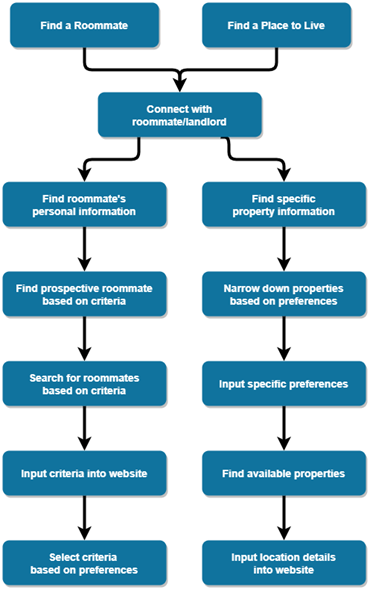 Find a Roommate
Find a Place to Live
Connect with
roommate/landlord
Find roommate's
personal information
Find specific
property information
Find prospective roommate
based on criteria
Narrow down properties
based on preferences
Search for roommates
based on criteria
Input specific preferences
Input criteria into website
Find available properties
Select criteria
based on preferences
Input location details
into website